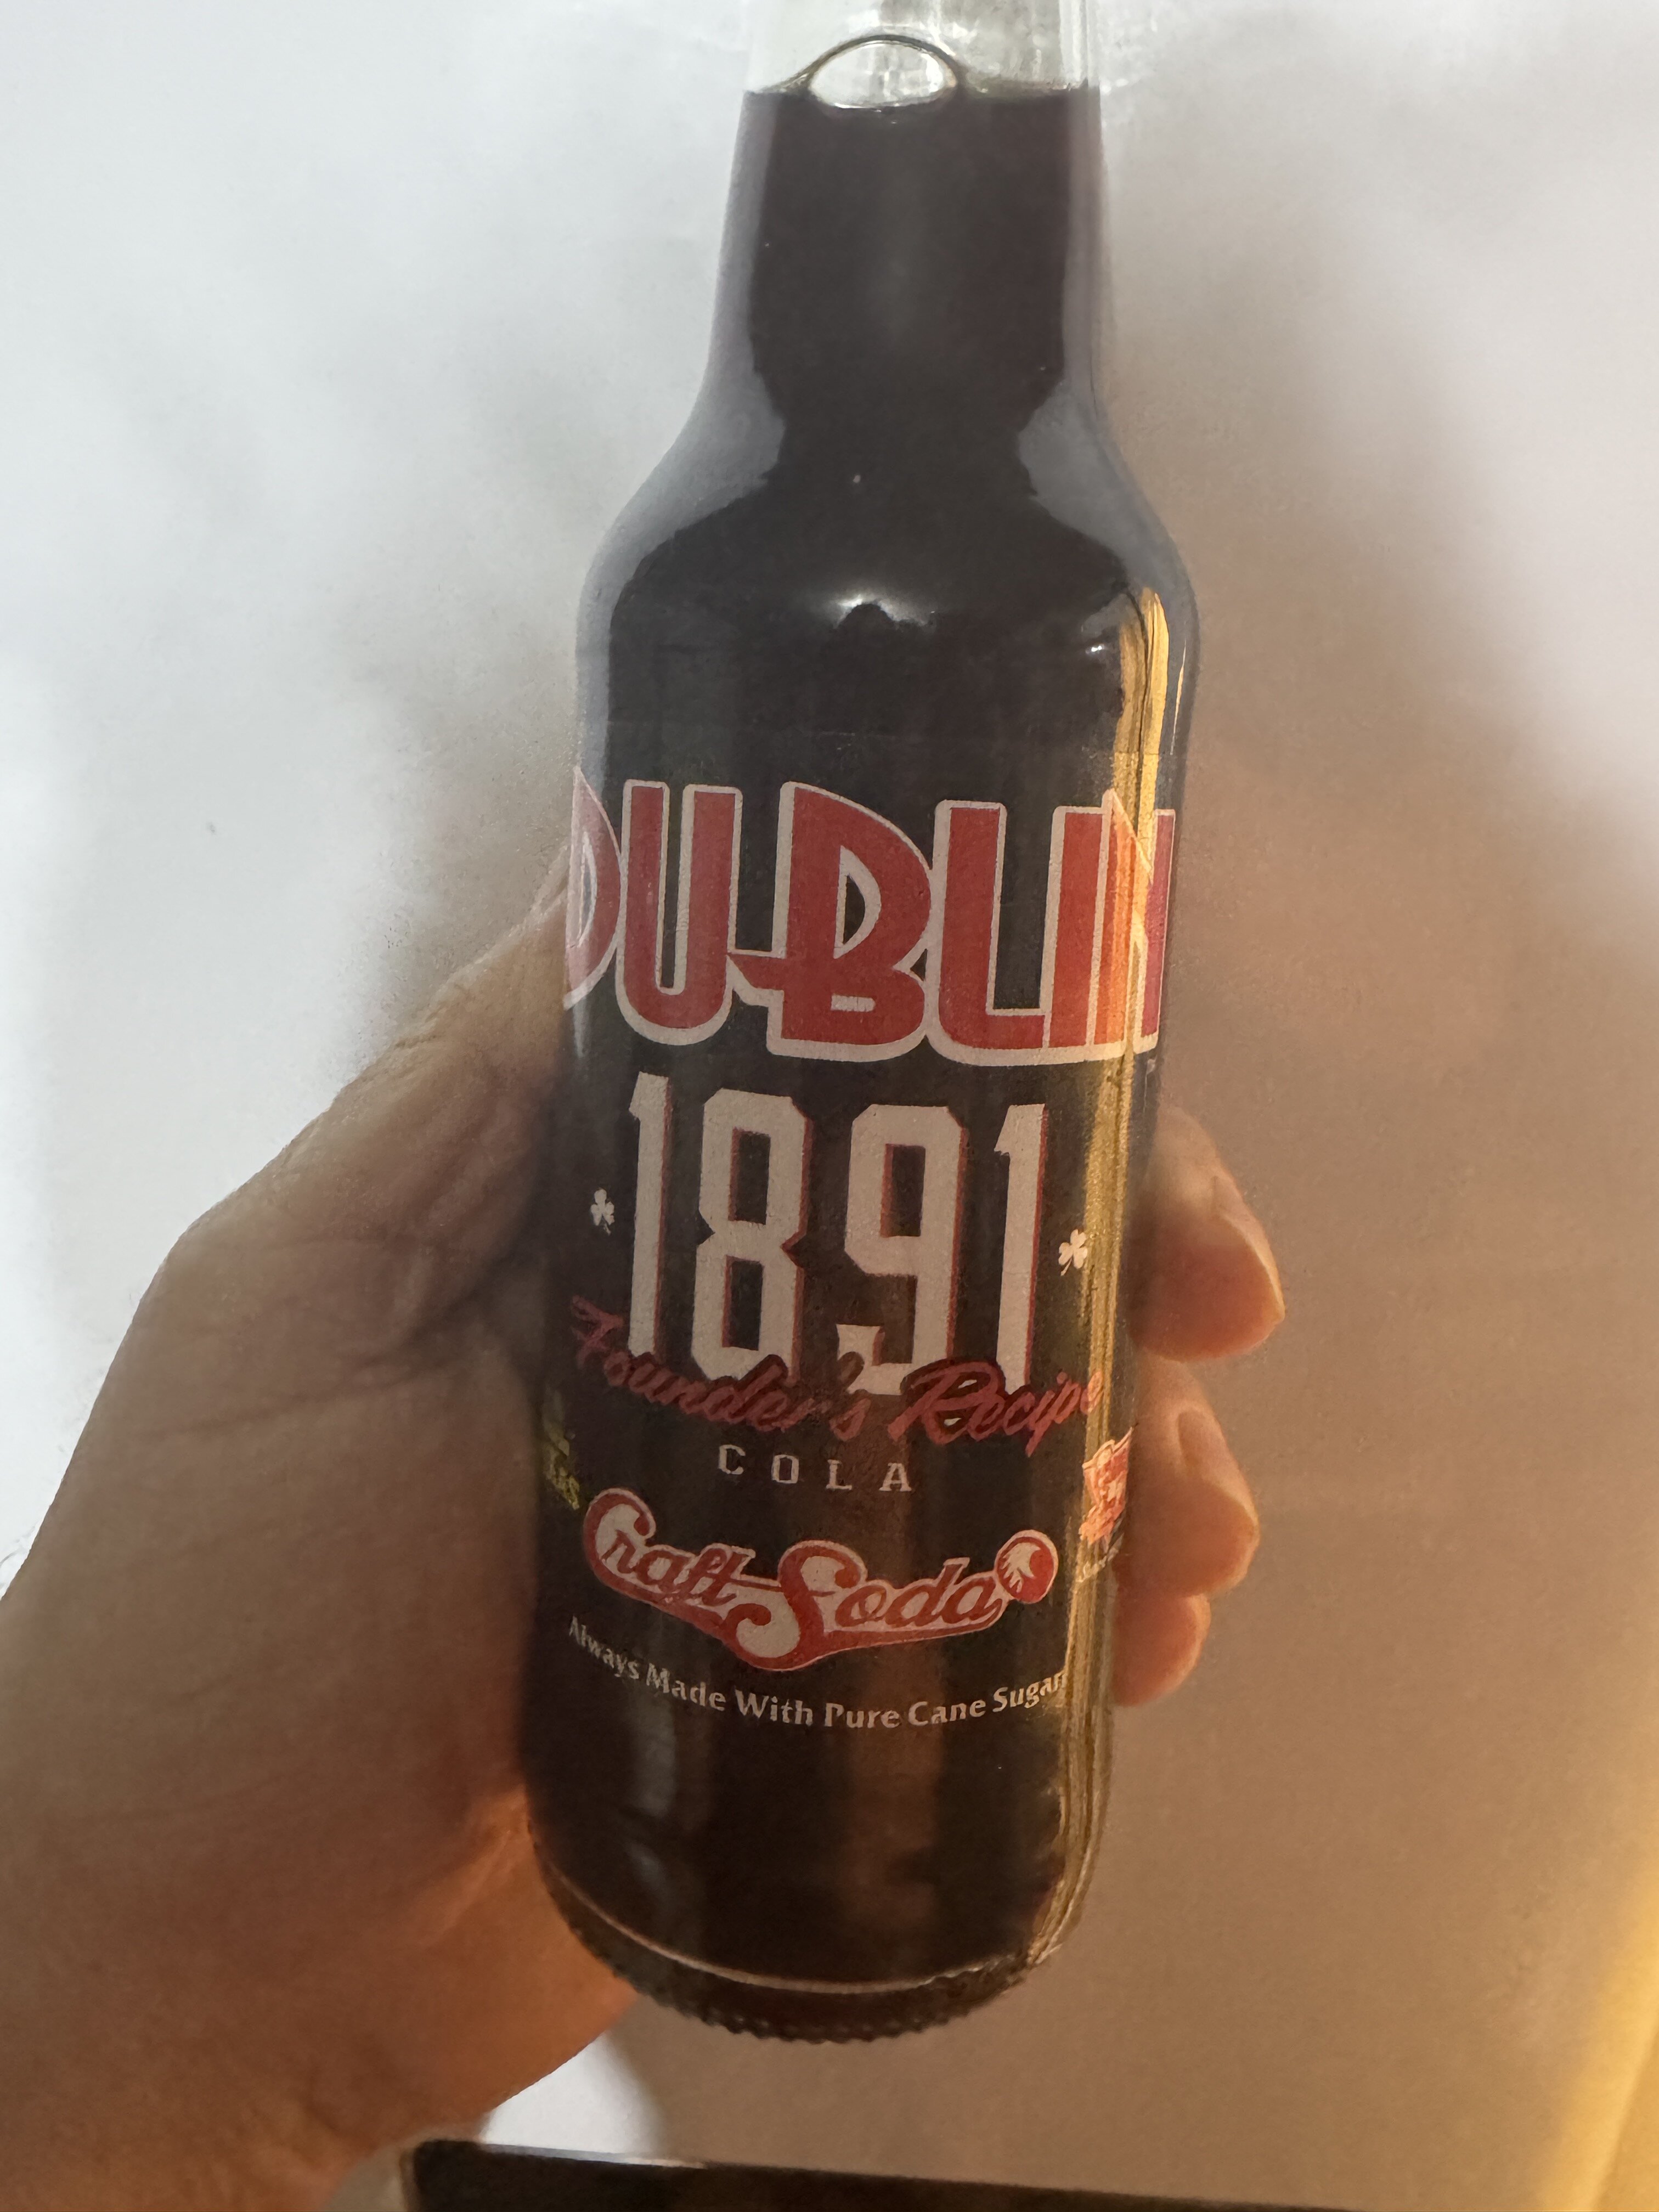 DUBLIN
1891
Founder's Recipe
COLA
Craft Soda
Always Made With Pure Cane Sugar